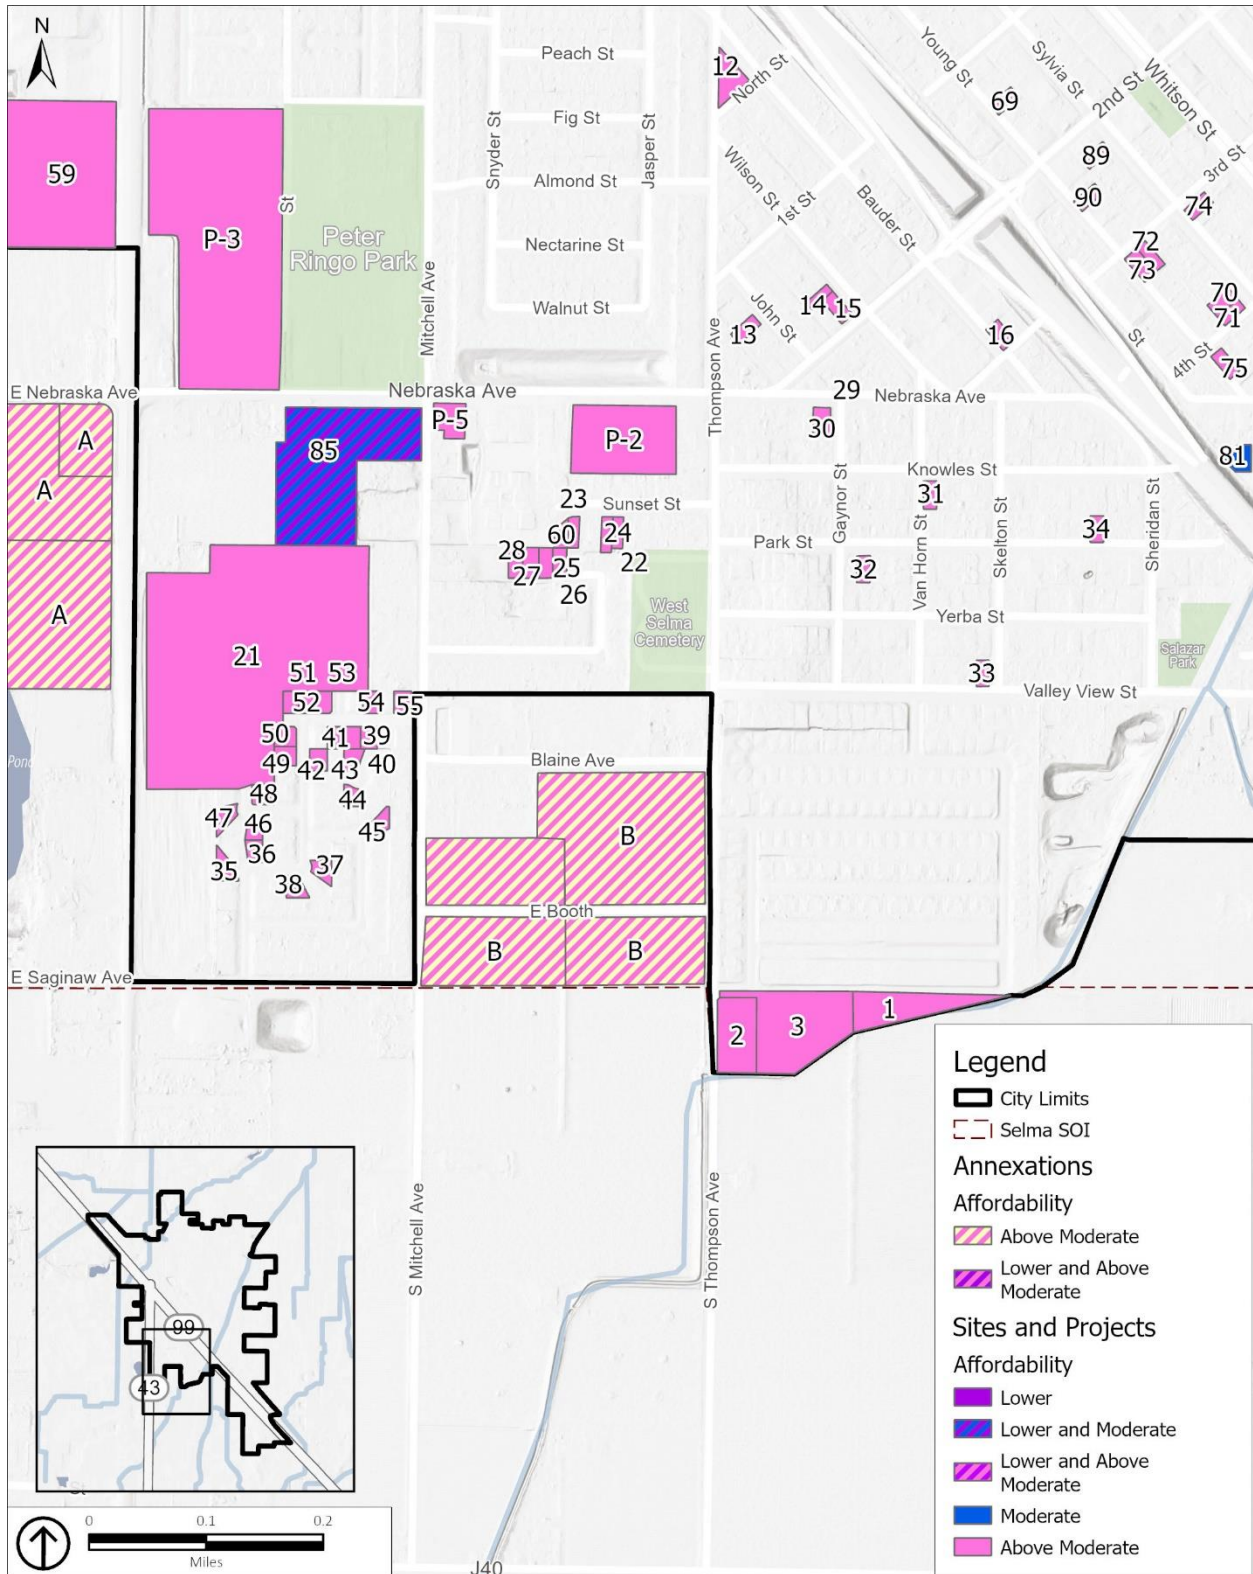 N
Peach St
Fig St
Almond St
Nectarine St
Walnut St
Snyder St
Jasper St
12
North St
Young St
Sylvia St
2nd St
Whitson St
69
89
90
3rd St
74
72
73
70
71
4th St
75
St
Wilson St
1st St
Bauder St
John St
13
14
15
16
59
P-3
St
Peter
Ringo Park
Mitchell Ave
Thompson Ave
E Nebraska Ave
Nebraska Ave
Nebraska Ave
A
A
A
85
P-5
P-2
29
30
81
Knowles St
23
Sunset St
60
24
28
25
22
27
26
31
34
Gaynor St
Van Horn St
Skelton St
Sheridan St
Park St
32
West
Selma
Cemetery
Yerba St
Salazar
Park
33
Valley View St
21
51
53
52
54
55
50
41
39
49
42
43
40
48
44
47
46
45
35
36
37
38
Pond
Blaine Ave
B
E Booth
B
B
E Saginaw Ave
2
3
1
S Mitchell Ave
S Thompson Ave
99
43
St
0
0.1
0.2
Miles
J40
Legend
City Limits
Selma SOI
Annexations
Affordability
Above Moderate
Lower and Above
Moderate
Sites and Projects
Affordability
Lower
Lower and Moderate
Lower and Above
Moderate
Moderate
Above Moderate